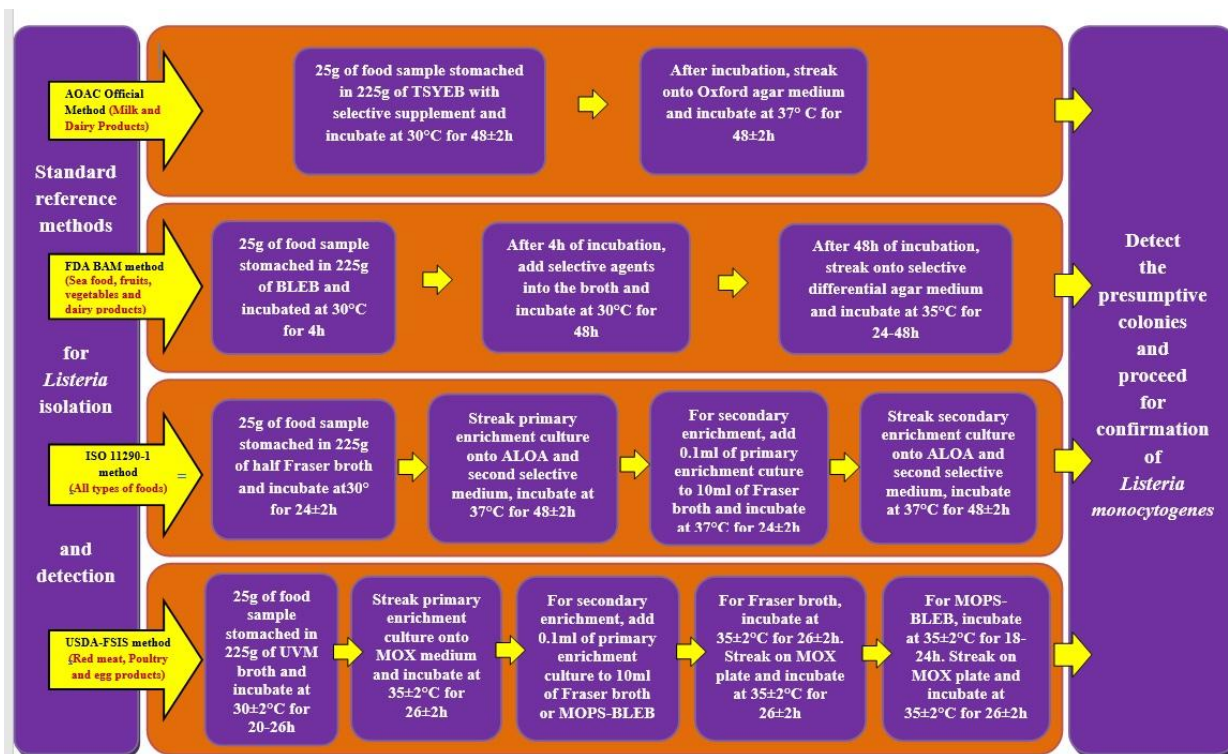 Standard
reference
methods
for
Listeria
isolation
and
detection
AOAC Official
Method (Milk and
Dairy Products)
25g of food sample stomached
in 225g of TSYEB with
selective supplement and
incubate at 30°C for 48±2h
After incubation, streak
onto Oxford agar medium
and incubate at 37° C for
48±2h
FDA BAM method
(Sea food, fruits,
vegetables and
dairy products)
25g of food sample
stomached in 225g
of BLEB and
incubated at 30°C
for 4h
After 4h of incubation,
add selective agents
into the broth and
incubate at 30°C for
48h
After 48h of incubation,
streak onto selective
differential agar medium
and incubate at 35°C for
24-48h
ISO 11290-1
method
(All types of foods)
=
25g of food sample
stomached in 225g
of half Fraser broth
and incubate at30°
for 24±2h
Streak primary
enrichment culture
onto ALOA and
second selective
medium, incubate at
37°C for 48±2h
For secondary
enrichment, add
0.1ml of primary
enrichment cuture
to 10ml of Fraser
broth and incubate
at 37°C for 24±2h
Streak secondary
enrichment culture
onto ALOA and
second selective
medium, incubate
at 37°C for 48±2h
USDA-FSIS method
(Red meat, Poultry
and egg products)
25g of food
sample
stomached in
225g of UVM
broth and
incubate at
30±2°C for
20-26h
Streak primary
enrichment
culture onto
MOX medium
and incubate at
35±2°C for
26±2h
For secondary
enrichment, add
0.1ml of primary
enrichment
culture to 10ml
of Fraser broth
or MOPS-BLEB
For Fraser broth,
incubate at
35±2°C for 26±2h.
Streak on MOX
plate and incubate
at 35±2°C for
26±2h
For MOPS-
BLEB, incubate
at 35±2°C for 18-
24h. Streak on
MOX plate and
incubate at
35±2°C for 26±2h
Detect
the
presumptive
colonies
and
proceed
for
confirmation
of
Listeria
monocytogenes